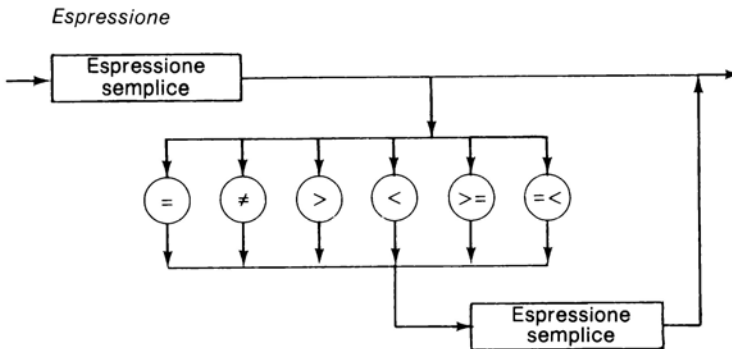 Espressione
Espressione
semplice
= ≠ > < >= =<
Espressione
semplice